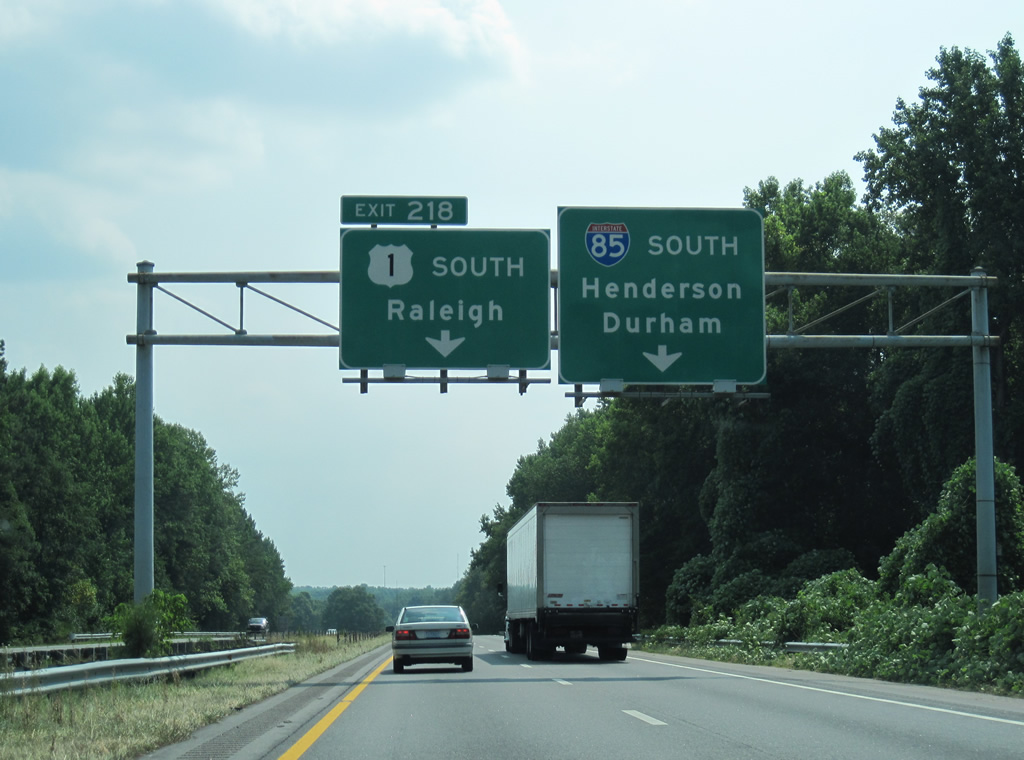 EXIT 218
1 SOUTH
Raleigh
INTERSTATE
85 SOUTH
Henderson
Durham